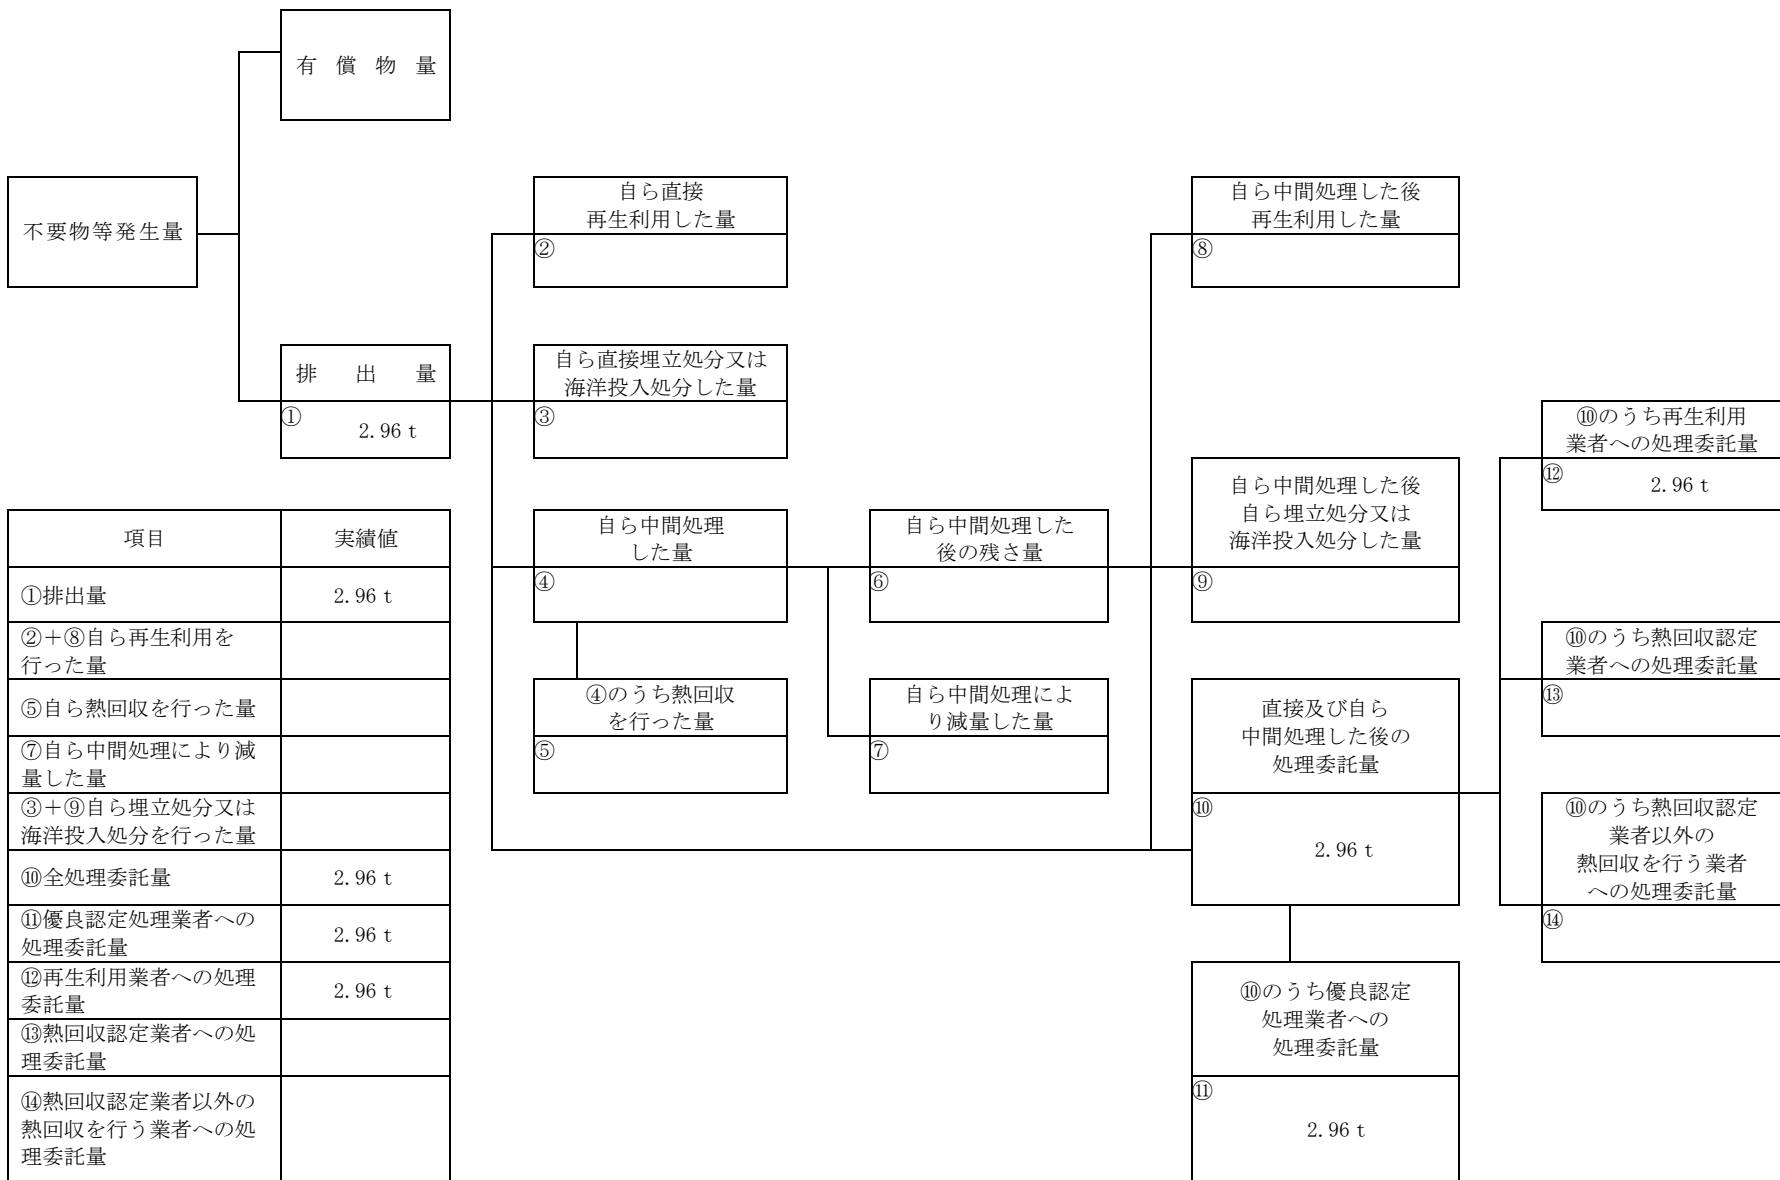 有　償　物　量
不要物等発生量
自ら直接
再生利用した量
②
自ら中間処理した後
再生利用した量
⑧
排　出　量
①
2.96 t
自ら直接埋立処分又は
海洋投入処分した量
③
⑩のうち再生利用
業者への処理委託量
⑫
2.96 t
自ら中間処理
した量
④
自ら中間処理した
後の残さ量
⑥
自ら中間処理した後
自ら埋立処分又は
海洋投入処分した量
⑨
⑩のうち熱回収認定
業者への処理委託量
⑬
④のうち熱回収
を行った量
⑤
自ら中間処理によ
り減量した量
⑦
直接及び自ら
中間処理した後の
処理委託量
⑩
2.96 t
⑩のうち熱回収認定
業者以外の
熱回収を行う業者
への処理委託量
⑭
⑩のうち優良認定
処理業者への
処理委託量
⑪
2.96 t
項目　実績値
①排出量　2.96 t
②＋⑧自ら再生利用を
行った量
⑤自ら熱回収を行った量
⑦自ら中間処理により減
量した量
③＋⑨自ら埋立処分又は
海洋投入処分を行った量
⑩全処理委託量　2.96 t
⑪優良認定処理業者への
処理委託量　2.96 t
⑫再生利用業者への処理
委託量　2.96 t
⑬熱回収認定業者への処
理委託量
⑭熱回収認定業者以外の
熱回収を行う業者への処
理委託量